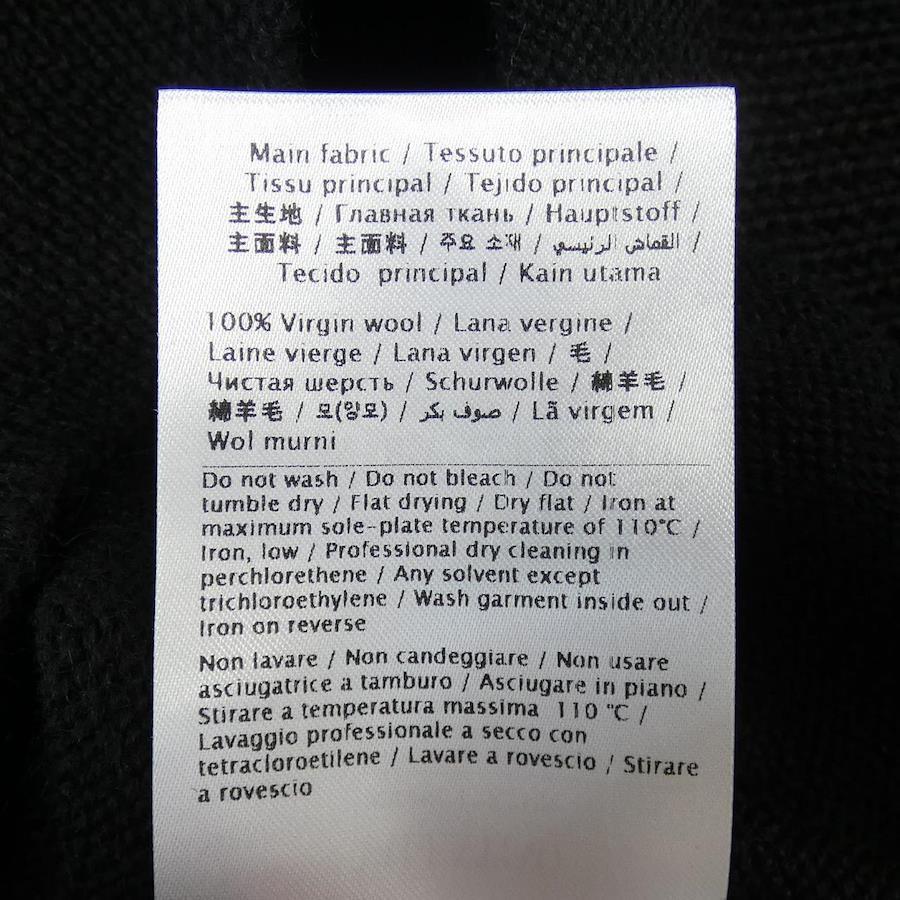 Main fabric / Tessuto principale /
Tissu principal / Tejido principal /
主生地 / Главная ткань / Hauptstoff /
主面料 / 主面料 / 주요 소재 / القماش الرئيسي /
Tecido principal / Kain utama
100% Virgin wool / Lana vergine /
Laine vierge / Lana virgen / 毛 /
Чистая шерсть / Schurwolle / 綿羊毛 /
綿羊毛 / 모(양모) / صوف بكر / Lã virgem /
Wol murni
Do not wash / Do not bleach / Do not
tumble dry / Flat drying / Dry flat / Iron at
maximum sole-plate temperature of 110°C /
Iron, low / Professional dry cleaning in
perchlorethene / Any solvent except
trichloroethylene / Wash garment inside out /
Iron on reverse
Non lavare / Non candeggiare / Non usare
asciugatrice a tamburo / Asciugare in piano /
Stirare a temperatura massima 110 °C /
Lavaggio professionale a secco con
tetracloroetilene / Lavare a rovescio / Stirare
a rovescio